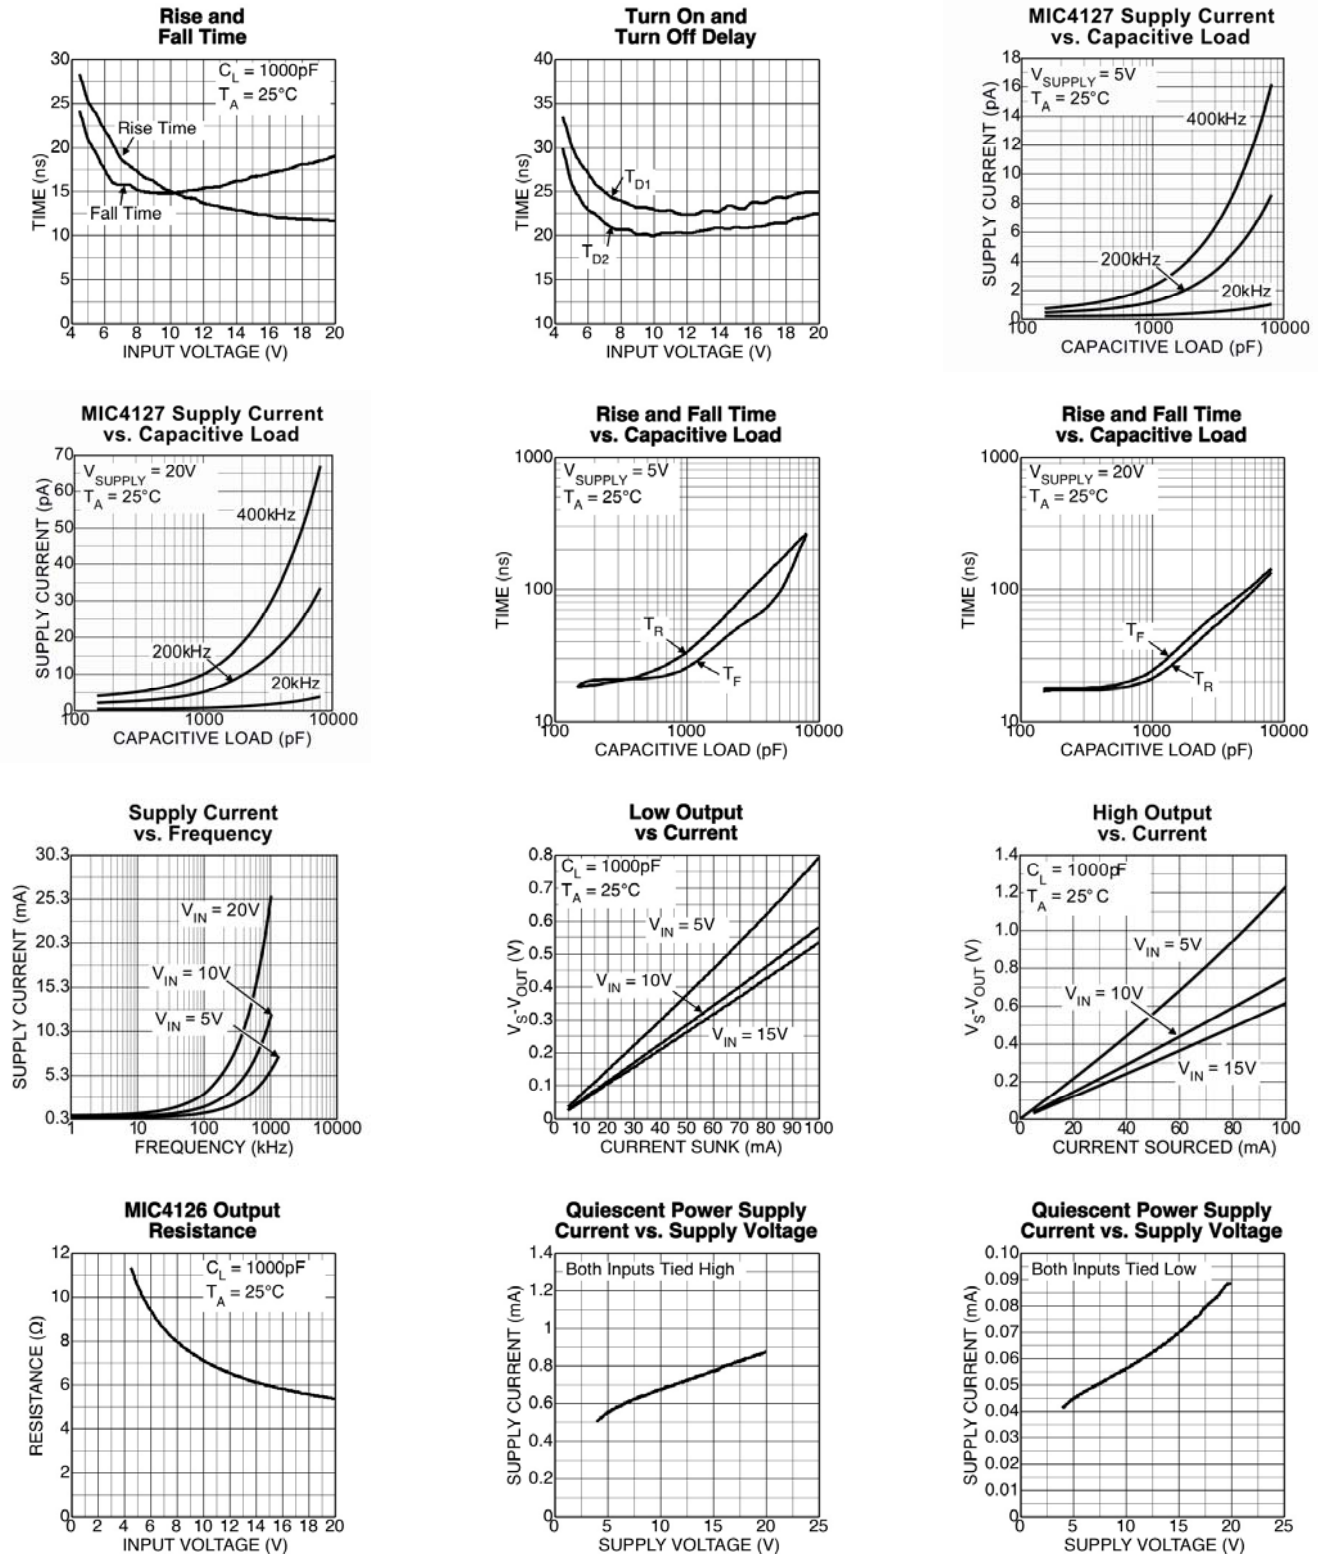 Rise and
Fall Time
30
25
20
15
10
5
0
TIME (ns)
C_L = 1000pF
T_A = 25°C
Rise Time
Fall Time
4 6 8 10 12 14 16 18 20
INPUT VOLTAGE (V)
Turn On and
Turn Off Delay
40
35
30
25
20
15
10
TIME (ns)
T_D1
T_D2
4 6 8 10 12 14 16 18 20
INPUT VOLTAGE (V)
MIC4127 Supply Current
vs. Capacitive Load
18
16
14
12
10
8
6
4
2
0
SUPPLY CURRENT (pA)
V_SUPPLY = 5V
T_A = 25°C
400kHz
200kHz
20kHz
100 1000 10000
CAPACITIVE LOAD (pF)
MIC4127 Supply Current
vs. Capacitive Load
70
60
50
40
30
20
10
0
SUPPLY CURRENT (pA)
V_SUPPLY = 20V
T_A = 25°C
400kHz
200kHz
20kHz
100 1000 10000
CAPACITIVE LOAD (pF)
Rise and Fall Time
vs. Capacitive Load
1000
100
10
TIME (ns)
V_SUPPLY = 5V
T_A = 25°C
T_R
T_F
100 1000 10000
CAPACITIVE LOAD (pF)
Rise and Fall Time
vs. Capacitive Load
1000
100
10
TIME (ns)
V_SUPPLY = 20V
T_A = 25°C
T_F
T_R
100 1000 10000
CAPACITIVE LOAD (pF)
Supply Current
vs. Frequency
30.3
25.3
20.3
15.3
10.3
5.3
0.3
SUPPLY CURRENT (mA)
V_IN = 20V
V_IN = 10V
V_IN = 5V
1 10 100 1000 10000
FREQUENCY (kHz)
Low Output
vs Current
0.8
0.7
0.6
0.5
0.4
0.3
0.2
0.1
0
V_S-V_OUT (V)
C_L = 1000pF
T_A = 25°C
V_IN = 5V
V_IN = 10V
V_IN = 15V
0 10 20 30 40 50 60 70 80 90 100
CURRENT SUNK (mA)
High Output
vs. Current
1.4
1.2
1.0
0.8
0.6
0.4
0.2
0
V_S-V_OUT (V)
C_L = 1000pF
T_A = 25°C
V_IN = 5V
V_IN = 10V
V_IN = 15V
0 20 40 60 80 100
CURRENT SOURCED (mA)
MIC4126 Output
Resistance
12
10
8
6
4
2
0
RESISTANCE (Ω)
C_L = 1000pF
T_A = 25°C
0 2 4 6 8 10 12 14 16 18 20
INPUT VOLTAGE (V)
Quiescent Power Supply
Current vs. Supply Voltage
1.4
1.2
1
0.8
0.6
0.4
0.2
0
SUPPLY CURRENT (mA)
Both Inputs Tied High
0 5 10 15 20 25
SUPPLY VOLTAGE (V)
Quiescent Power Supply
Current vs. Supply Voltage
0.10
0.09
0.08
0.07
0.06
0.05
0.04
0.03
0.02
0.01
0
SUPPLY CURRENT (mA)
Both Inputs Tied Low
0 5 10 15 20 25
SUPPLY VOLTAGE (V)